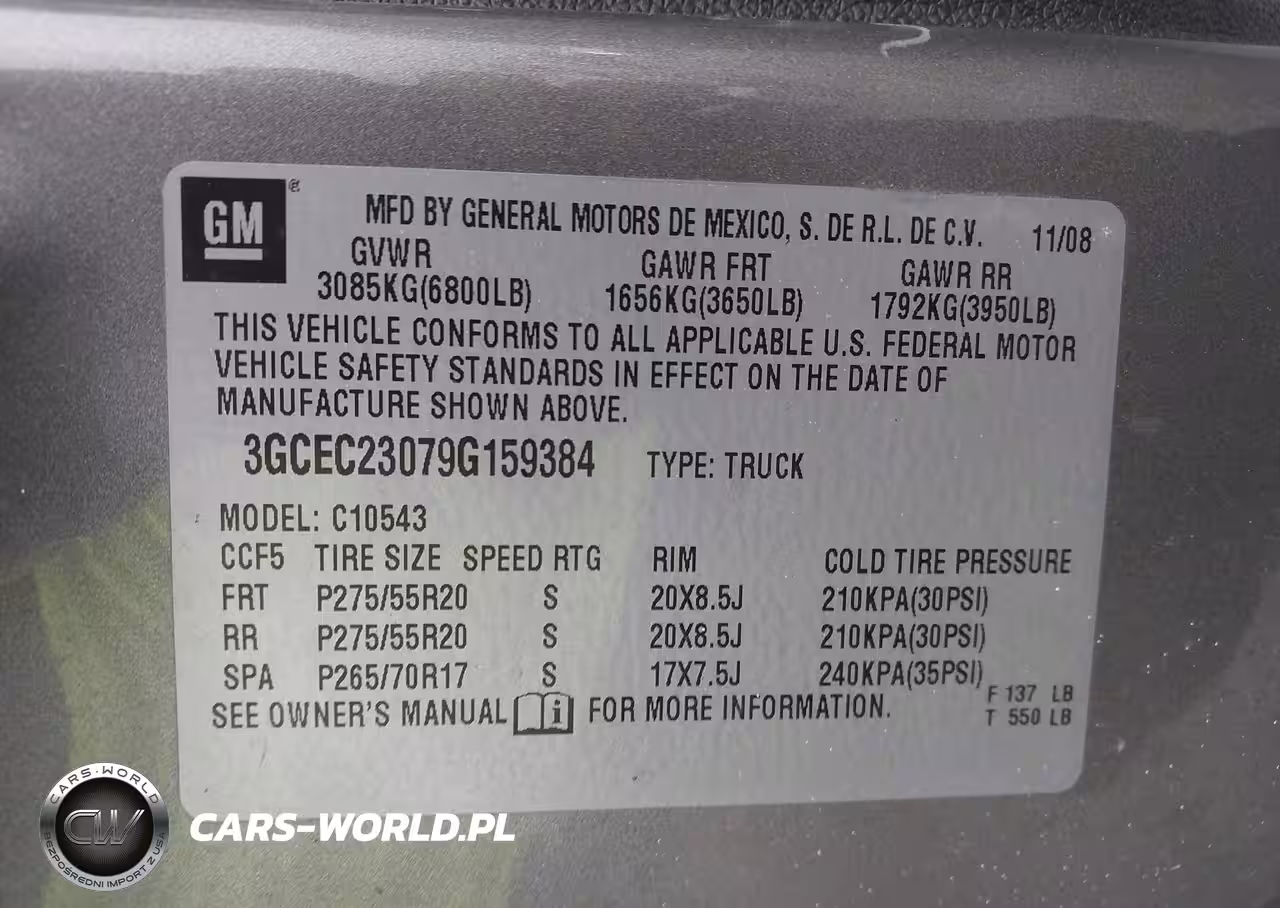 GM®
MFD BY GENERAL MOTORS DE MEXICO, S. DE R.L. DE C.V. 11/08
GVWR GAWR FRT GAWR RR
3085KG(6800LB) 1656KG(3650LB) 1792KG(3950LB)
THIS VEHICLE CONFORMS TO ALL APPLICABLE U.S. FEDERAL MOTOR
VEHICLE SAFETY STANDARDS IN EFFECT ON THE DATE OF
MANUFACTURE SHOWN ABOVE.
3GCEC23079G159384 TYPE: TRUCK
MODEL: C10543
CCF5 TIRE SIZE SPEED RTG RIM COLD TIRE PRESSURE
FRT P275/55R20 S 20X8.5J 210KPA(30PSI)
RR P275/55R20 S 20X8.5J 210KPA(30PSI)
SPA P265/70R17 S 17X7.5J 240KPA(35PSI)
F 137 LB
SEE OWNER'S MANUAL i FOR MORE INFORMATION.
T 550 LB
CARS-WORLD
CW
BEZPOŚREDNI IMPORT Z USA
CARS-WORLD.PL